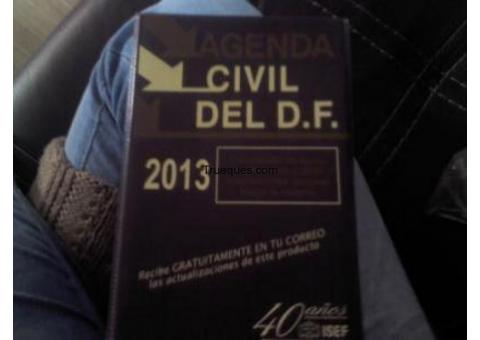 AGENDA
CIVIL
DEL D.F.
2013
Trueques.com
Recibe GRATUITAMENTE EN TU CORREO
las actualizaciones de este producto
40 años
ISEF